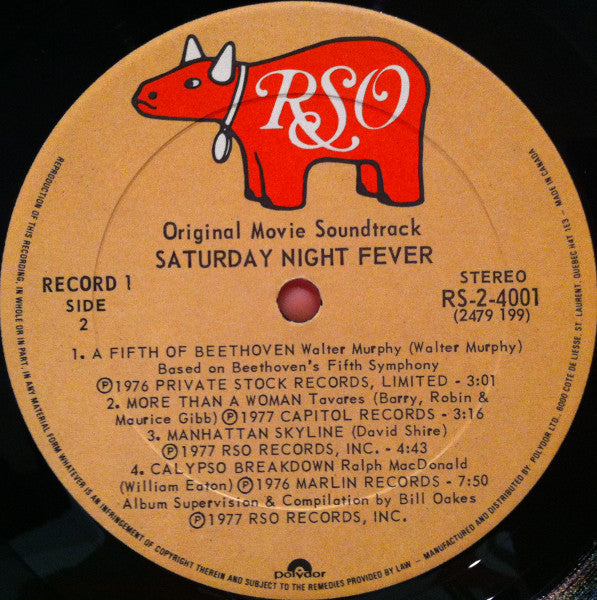 RSO
Original Movie Soundtrack
SATURDAY NIGHT FEVER
RECORD 1
SIDE
2
STEREO
RS-2-4001
(2479 199)
1. A FIFTH OF BEETHOVEN Walter Murphy (Walter Murphy)
Based on Beethoven's Fifth Symphony
Ⓟ1976 PRIVATE STOCK RECORDS, LIMITED - 3:01
2. MORE THAN A WOMAN Tavares (Barry, Robin &
Maurice Gibb) Ⓟ1977 CAPITOL RECORDS - 3:16
3. MANHATTAN SKYLINE (David Shire)
Ⓟ1977 RSO RECORDS, INC. - 4:43
4. CALYPSO BREAKDOWN Ralph MacDonald
(William Eaton) Ⓟ1976 MARLIN RECORDS - 7:50
Album Supervision & Compilation by Bill Oakes
Ⓟ1977 RSO RECORDS, INC.
polydor
REPRODUCTION OF THIS RECORDING, IN WHOLE OR IN PART, IN ANY MATERIAL FORM WHATEVER IS AN INFRINGEMENT OF COPYRIGHT THEREIN AND SUBJECT TO THE REMEDIES PROVIDED BY LAW – MANUFACTURED AND DISTRIBUTED BY POLYDOR LTD. 6000 COTE DE LIESSE, ST LAURENT, QUEBEC H4T 1E3 – MADE IN CANADA